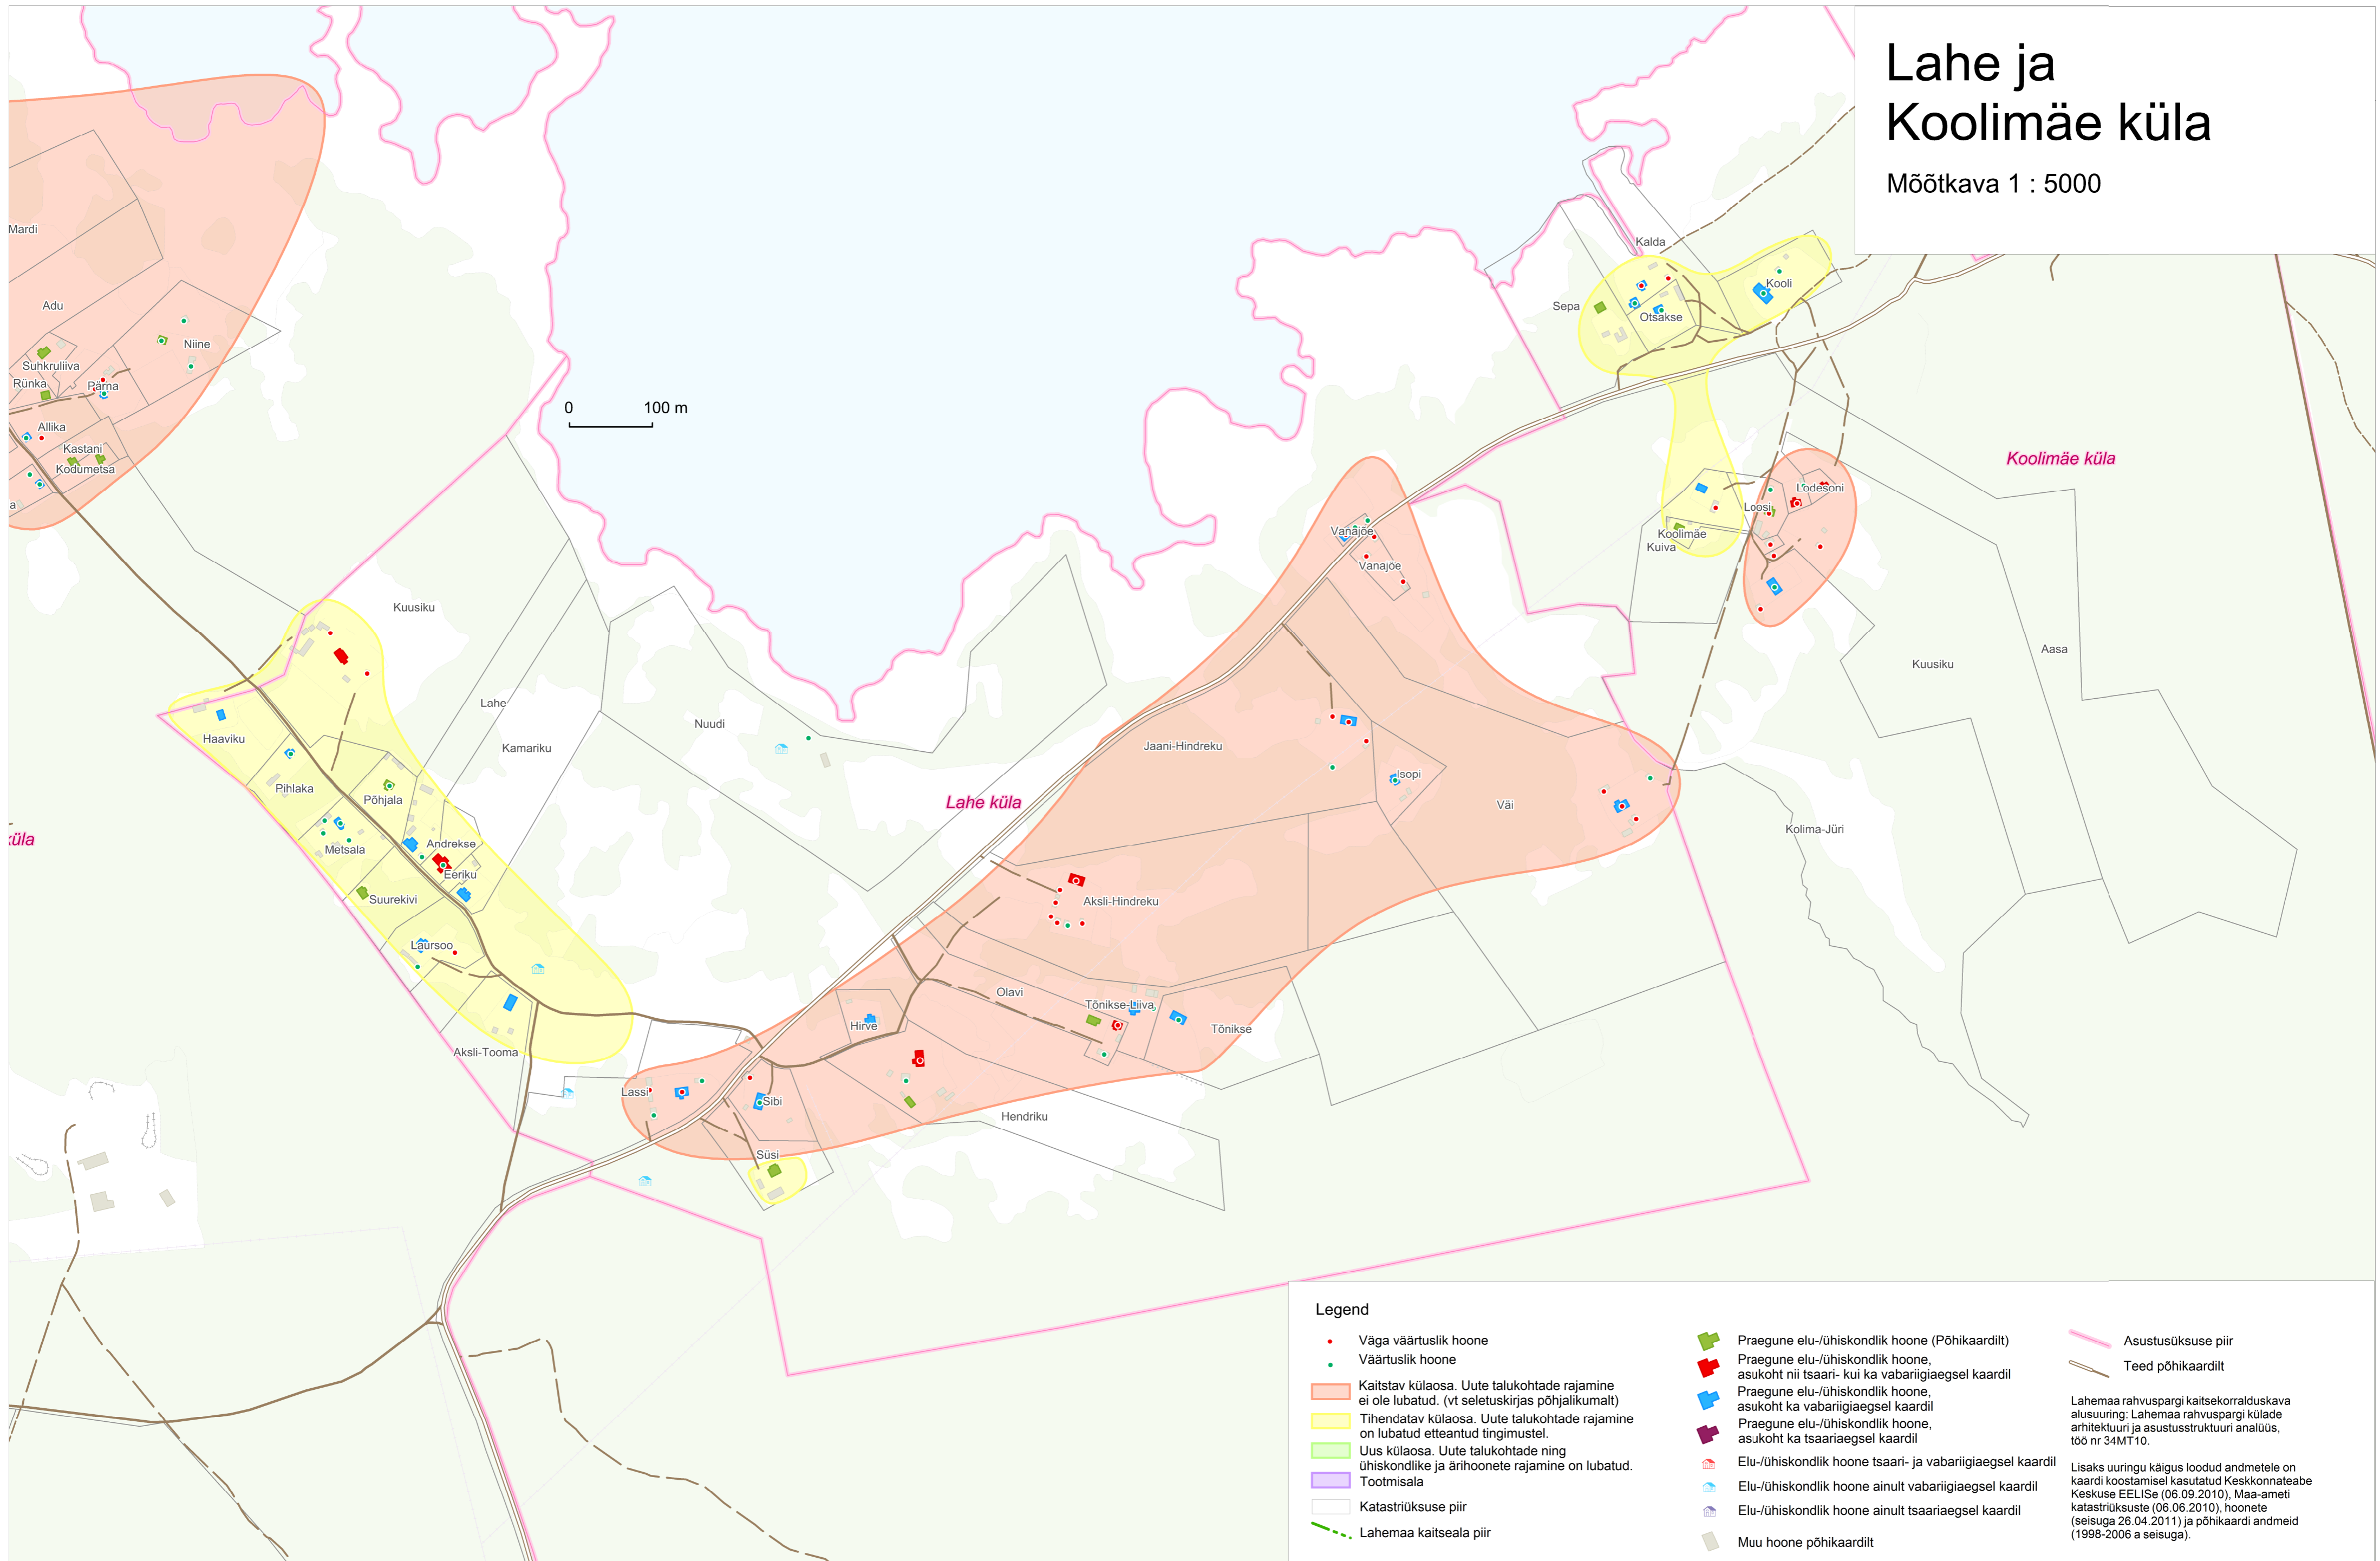 Lahe ja
Koolimäe küla
Mõõtkava 1 : 5000
Mardi
Adu
Niine
Suhkruliiva
Rünka
Pärna
Allika
Kastani
Kodumetsa
a
0 100 m
Kalda
Sepa
Otsakse
Kooli
Koolimäe küla
Lodesoni
Loosi
Koolimäe
Kuiva
Vanajõe
Vanajõe
Kuusiku
Aasa
Kuusiku
Lahe
Kamariku
Nuudi
Haaviku
Pihlaka
Põhjala
Metsala
Andrekse
Eeriku
Suurekivi
Laursoo
Aksli-Tooma
küla
Lahe küla
Jaani-Hindreku
Isopi
Väi
Kolima-Jüri
Aksli-Hindreku
Olavi
Tõnikse-Liiva
Tõnikse
Hirve
Lassi
Sibi
Hendriku
Süsi
Legend
Väga väärtuslik hoone
Väärtuslik hoone
Kaitstav külaosa. Uute talukohtade rajamine
ei ole lubatud. (vt seletuskirjas põhjalikumalt)
Tihendatav külaosa. Uute talukohtade rajamine
on lubatud etteantud tingimustel.
Uus külaosa. Uute talukohtade ning
ühiskondlike ja ärihoonete rajamine on lubatud.
Tootmisala
Katastriüksuse piir
Lahemaa kaitseala piir
Praegune elu-/ühiskondlik hoone (Põhikaardilt)
Praegune elu-/ühiskondlik hoone,
asukoht nii tsaari- kui ka vabariigiaegsel kaardil
Praegune elu-/ühiskondlik hoone,
asukoht ka vabariigiaegsel kaardil
Praegune elu-/ühiskondlik hoone,
asukoht ka tsaariaegsel kaardil
Elu-/ühiskondlik hoone tsaari- ja vabariigiaegsel kaardil
Elu-/ühiskondlik hoone ainult vabariigiaegsel kaardil
Elu-/ühiskondlik hoone ainult tsaariaegsel kaardil
Muu hoone põhikaardilt
Asustusüksuse piir
Teed põhikaardilt
Lahemaa rahvuspargi kaitsekorralduskava
alusuuring: Lahemaa rahvuspargi külade
arhitektuuri ja asustusstruktuuri analüüs,
töö nr 34MT10.
Lisaks uuringu käigus loodud andmetele on
kaardi koostamisel kasutatud Keskkonnateabe
Keskuse EELISe (06.09.2010), Maa-ameti
katastriüksuste (06.06.2010), hoonete
(seisuga 26.04.2011) ja põhikaardi andmeid
(1998-2006 a seisuga).